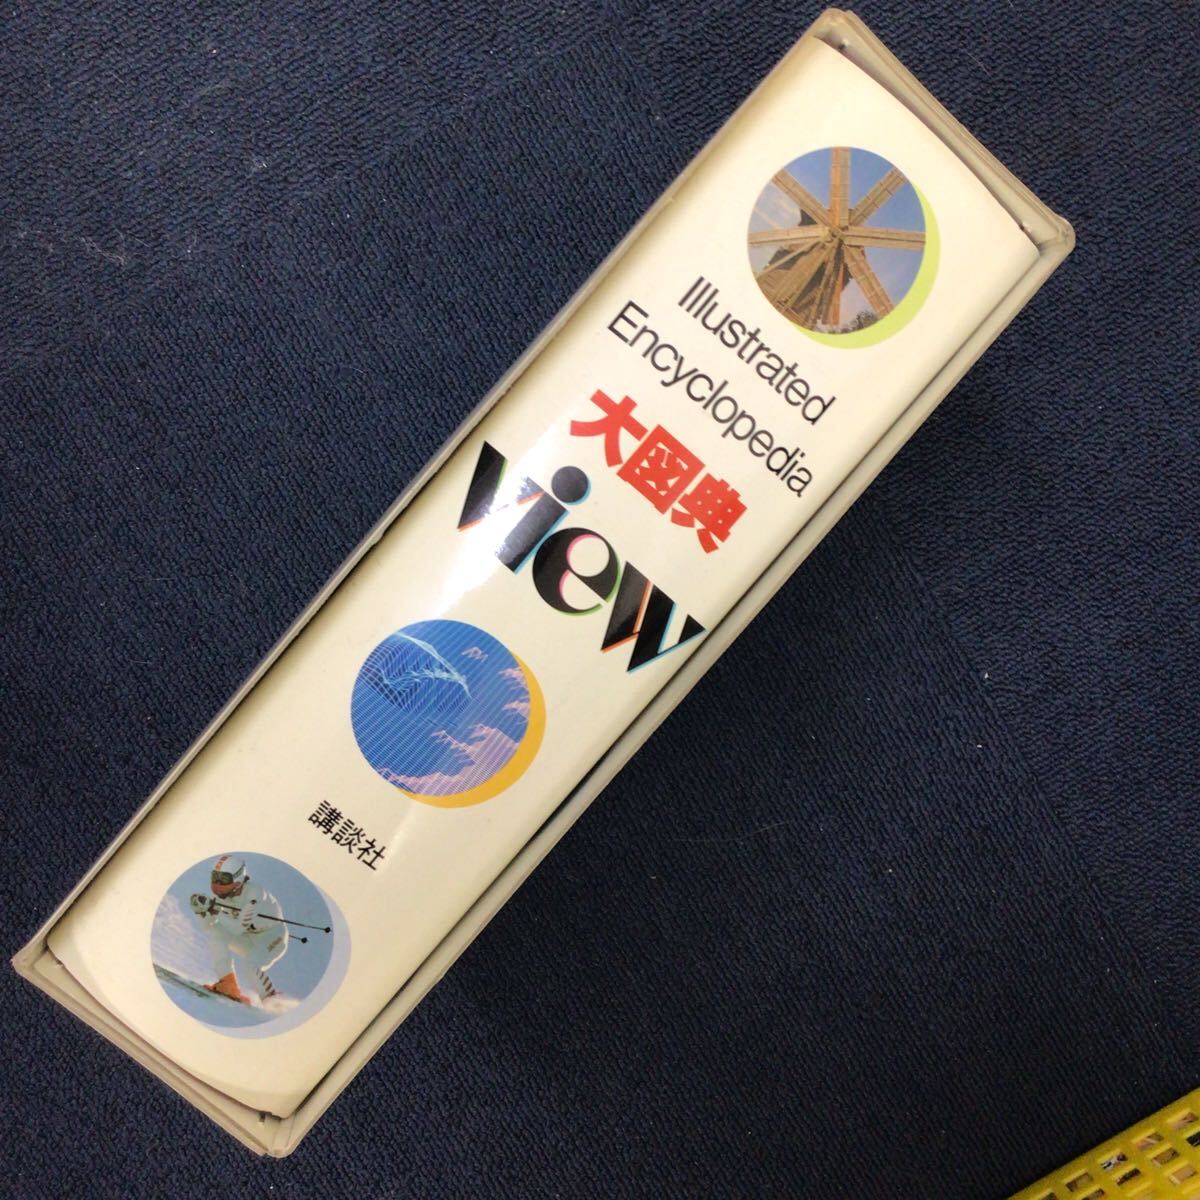 Illustrated
Encyclopedia
大図典
view
講談社